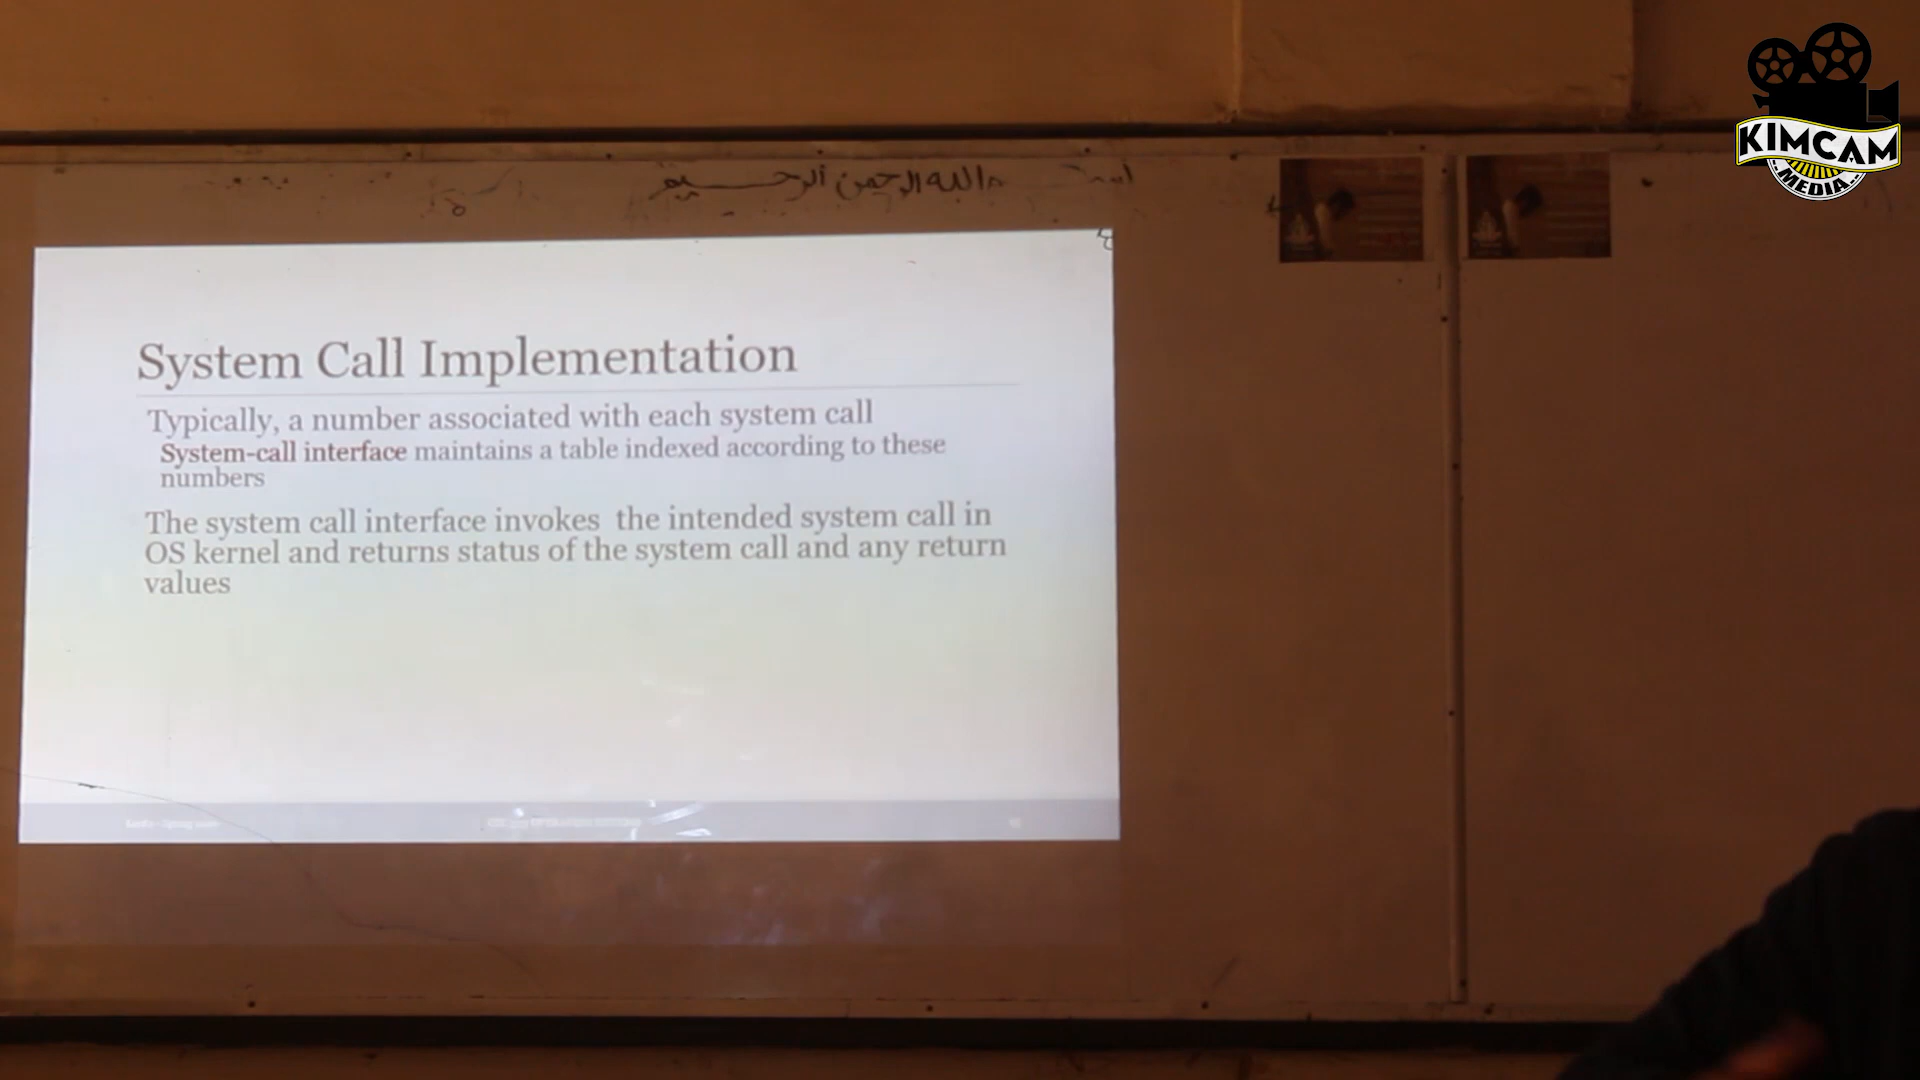 KIMCAM
MEDIA
بسم الله الرحمن الرحيم
System Call Implementation
Typically, a number associated with each system call
System-call interface maintains a table indexed according to these
numbers
The system call interface invokes the intended system call in
OS kernel and returns status of the system call and any return
values